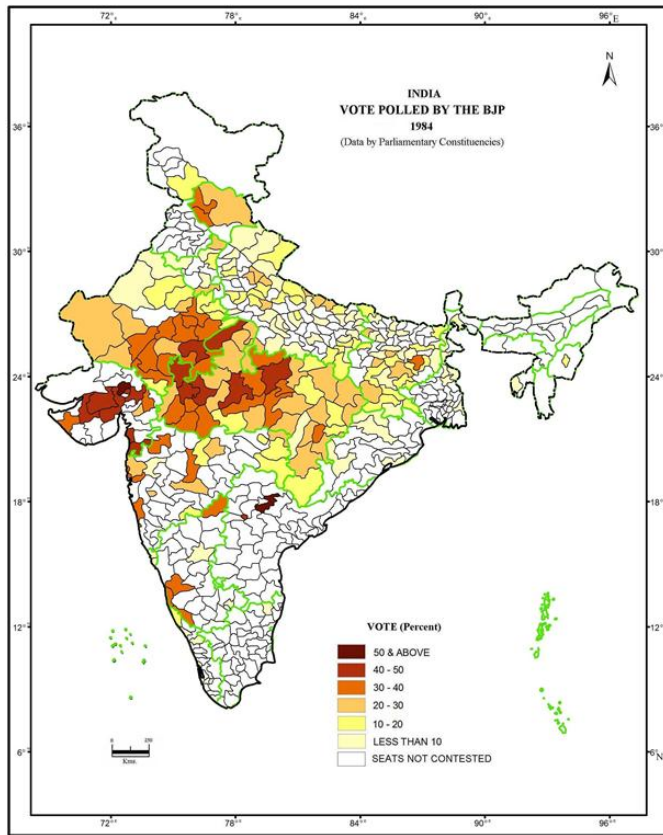 72°E 78°E 84°E 90°E 96°E
N
INDIA
VOTE POLLED BY THE BJP
1984
(Data by Parliamentary Constituencies)
36°
36°
30°
30°
24°
24°
18°
18°
12°
12°
6°
6°N
VOTE (Percent)
50 & ABOVE
40 - 50
30 - 40
20 - 30
10 - 20
LESS THAN 10
SEATS NOT CONTESTED
0 250
Kms.
72° 78° 84° 90° 96°